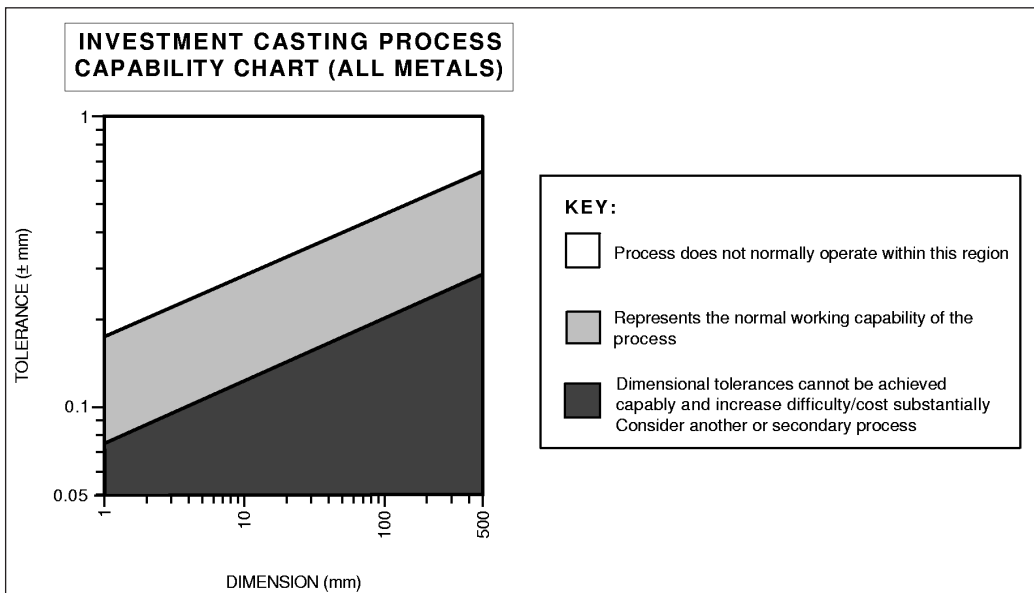 INVESTMENT CASTING PROCESS
CAPABILITY CHART (ALL METALS)
1
0.1
0.05
TOLERANCE (± mm)
1
10
100
500
DIMENSION (mm)
KEY:
Process does not normally operate within this region
Represents the normal working capability of the
process
Dimensional tolerances cannot be achieved
capably and increase difficulty/cost substantially
Consider another or secondary process